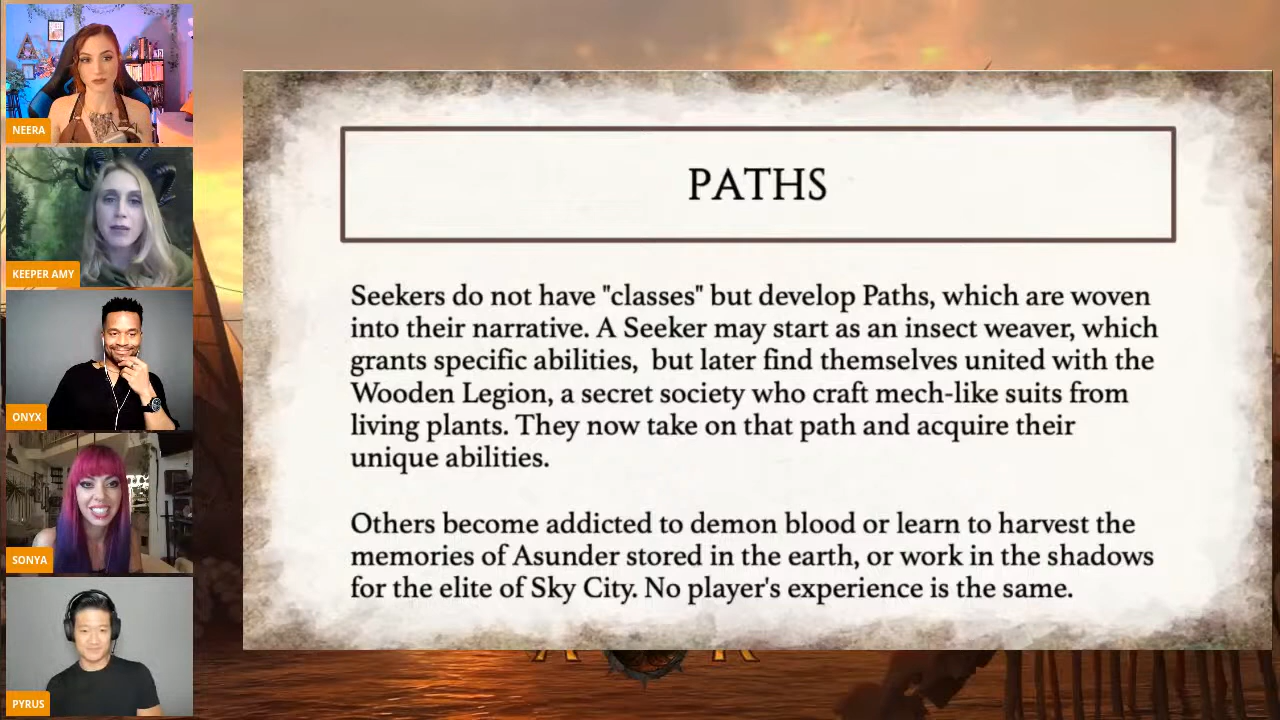 NEERA
KEEPER AMY
ONYX
SONYA
PYRUS
PATHS
Seekers do not have "classes" but develop Paths, which are woven
into their narrative. A Seeker may start as an insect weaver, which
grants specific abilities,  but later find themselves united with the
Wooden Legion, a secret society who craft mech-like suits from
living plants. They now take on that path and acquire their
unique abilities.
Others become addicted to demon blood or learn to harvest the
memories of Asunder stored in the earth, or work in the shadows
for the elite of Sky City. No player's experience is the same.